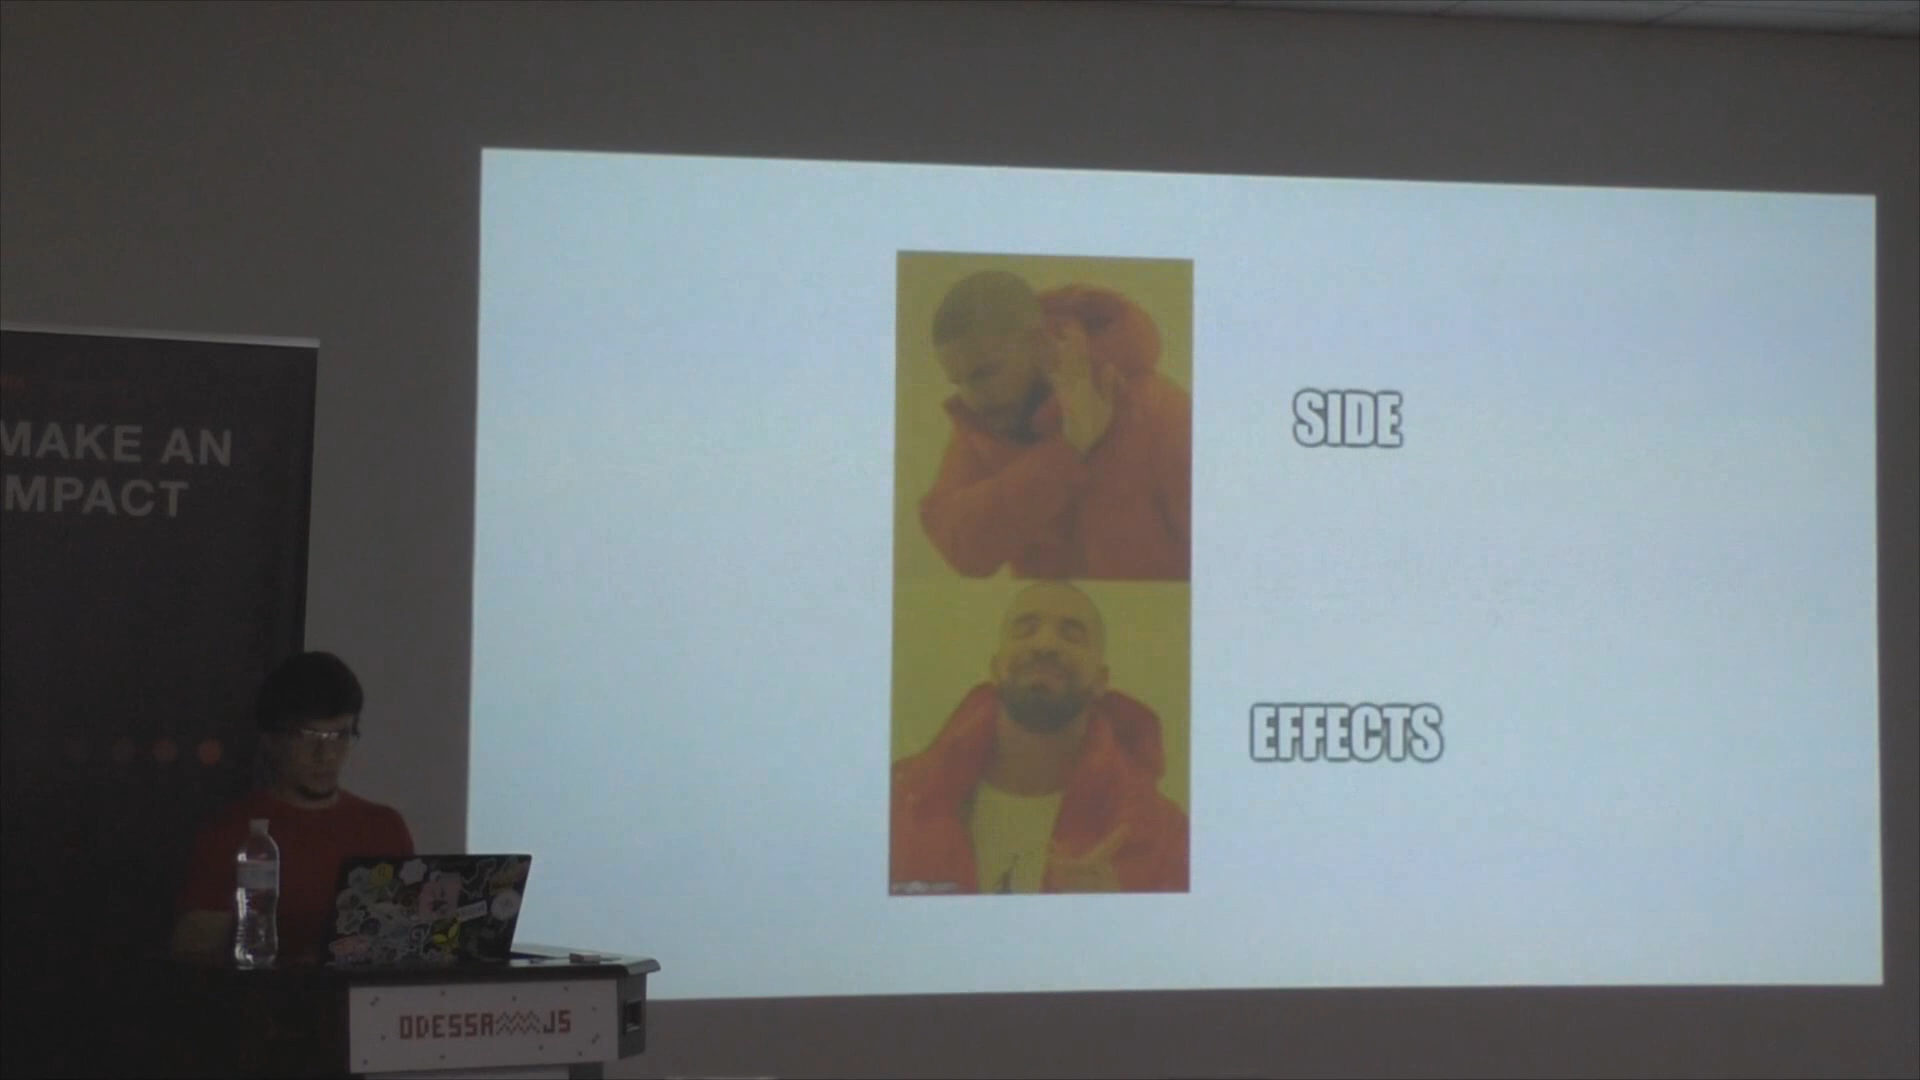 SIDE
EFFECTS
MAKE AN
MPACT
ODESSA JS